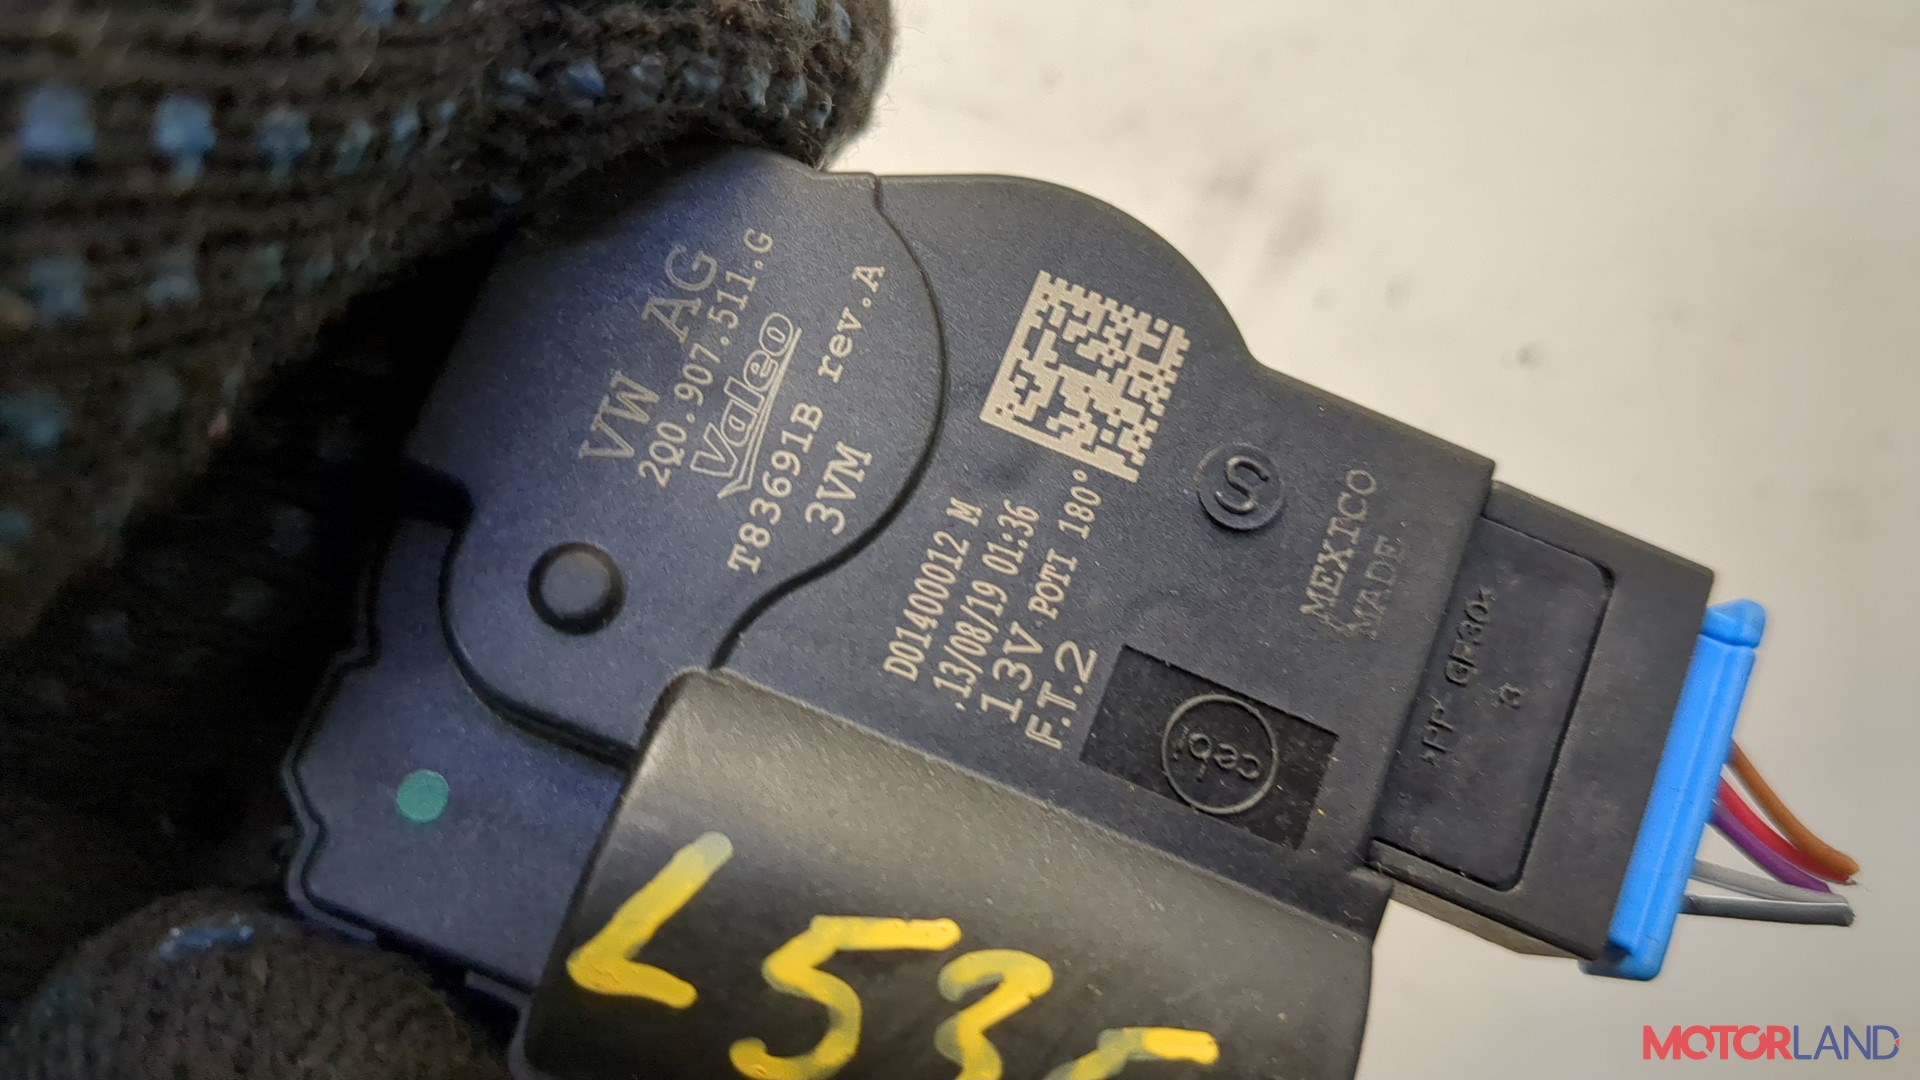 VW AG
2Q0.907.511.G
Valeo
T83691B rev.A
3VM
D01400012 M
.13/08/19 01:36
13V POTI 180°
F.T.2
S
MEXICO
MADE
cebi
>PP-GF30<
L53
MOTORLAND